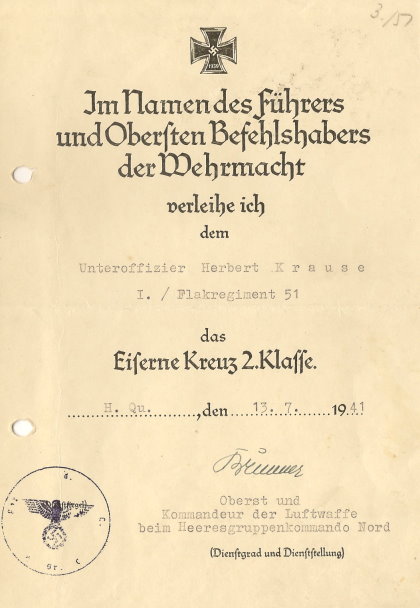 3./51
1939
Im Namen des Führers
und Obersten Befehlshabers
der Wehrmacht
verleihe ich
dem
Unteroffizier Herbert K r a u s e
I. / Flakregiment 51
das
Eiserne Kreuz 2.Klasse.
H. Qu. , den 13. 7. 1941
Oberst und
Kommandeur der Luftwaffe
beim Heeresgruppenkommando Nord
(Dienstgrad und Dienststellung)